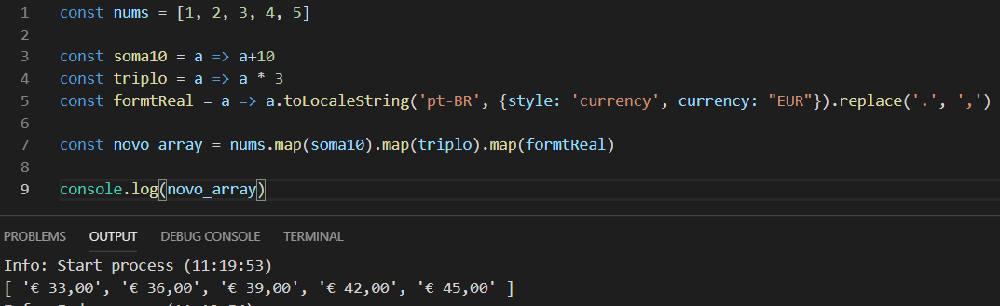 1 const nums = [1, 2, 3, 4, 5]
2
3 const soma10 = a => a+10
4 const triplo = a => a * 3
5 const formtReal = a => a.toLocaleString('pt-BR', {style: 'currency', currency: "EUR"}).replace('.', ',')
6
7 const novo_array = nums.map(soma10).map(triplo).map(formtReal)
8
9 console.log(novo_array)
PROBLEMS OUTPUT DEBUG CONSOLE TERMINAL
Info: Start process (11:19:53)
[ '€ 33,00', '€ 36,00', '€ 39,00', '€ 42,00', '€ 45,00' ]